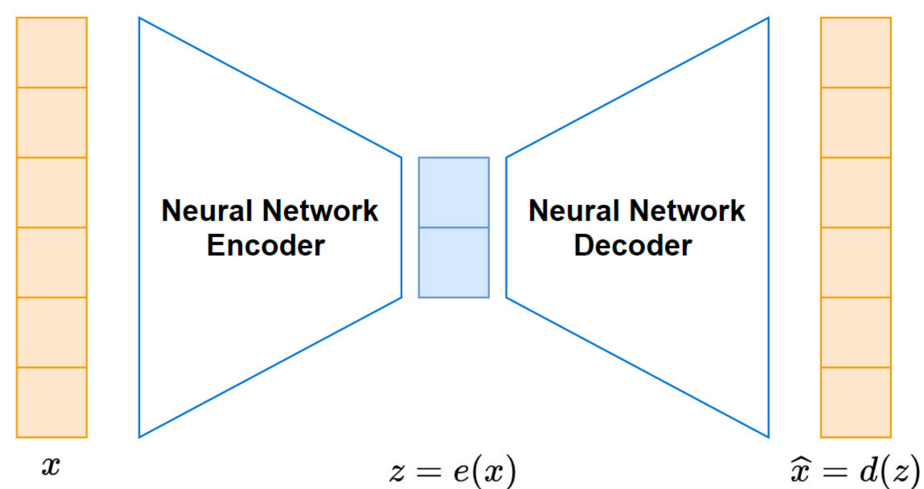 Neural Network
Encoder
Neural Network
Decoder
x
z = e(x)
x̂ = d(z)